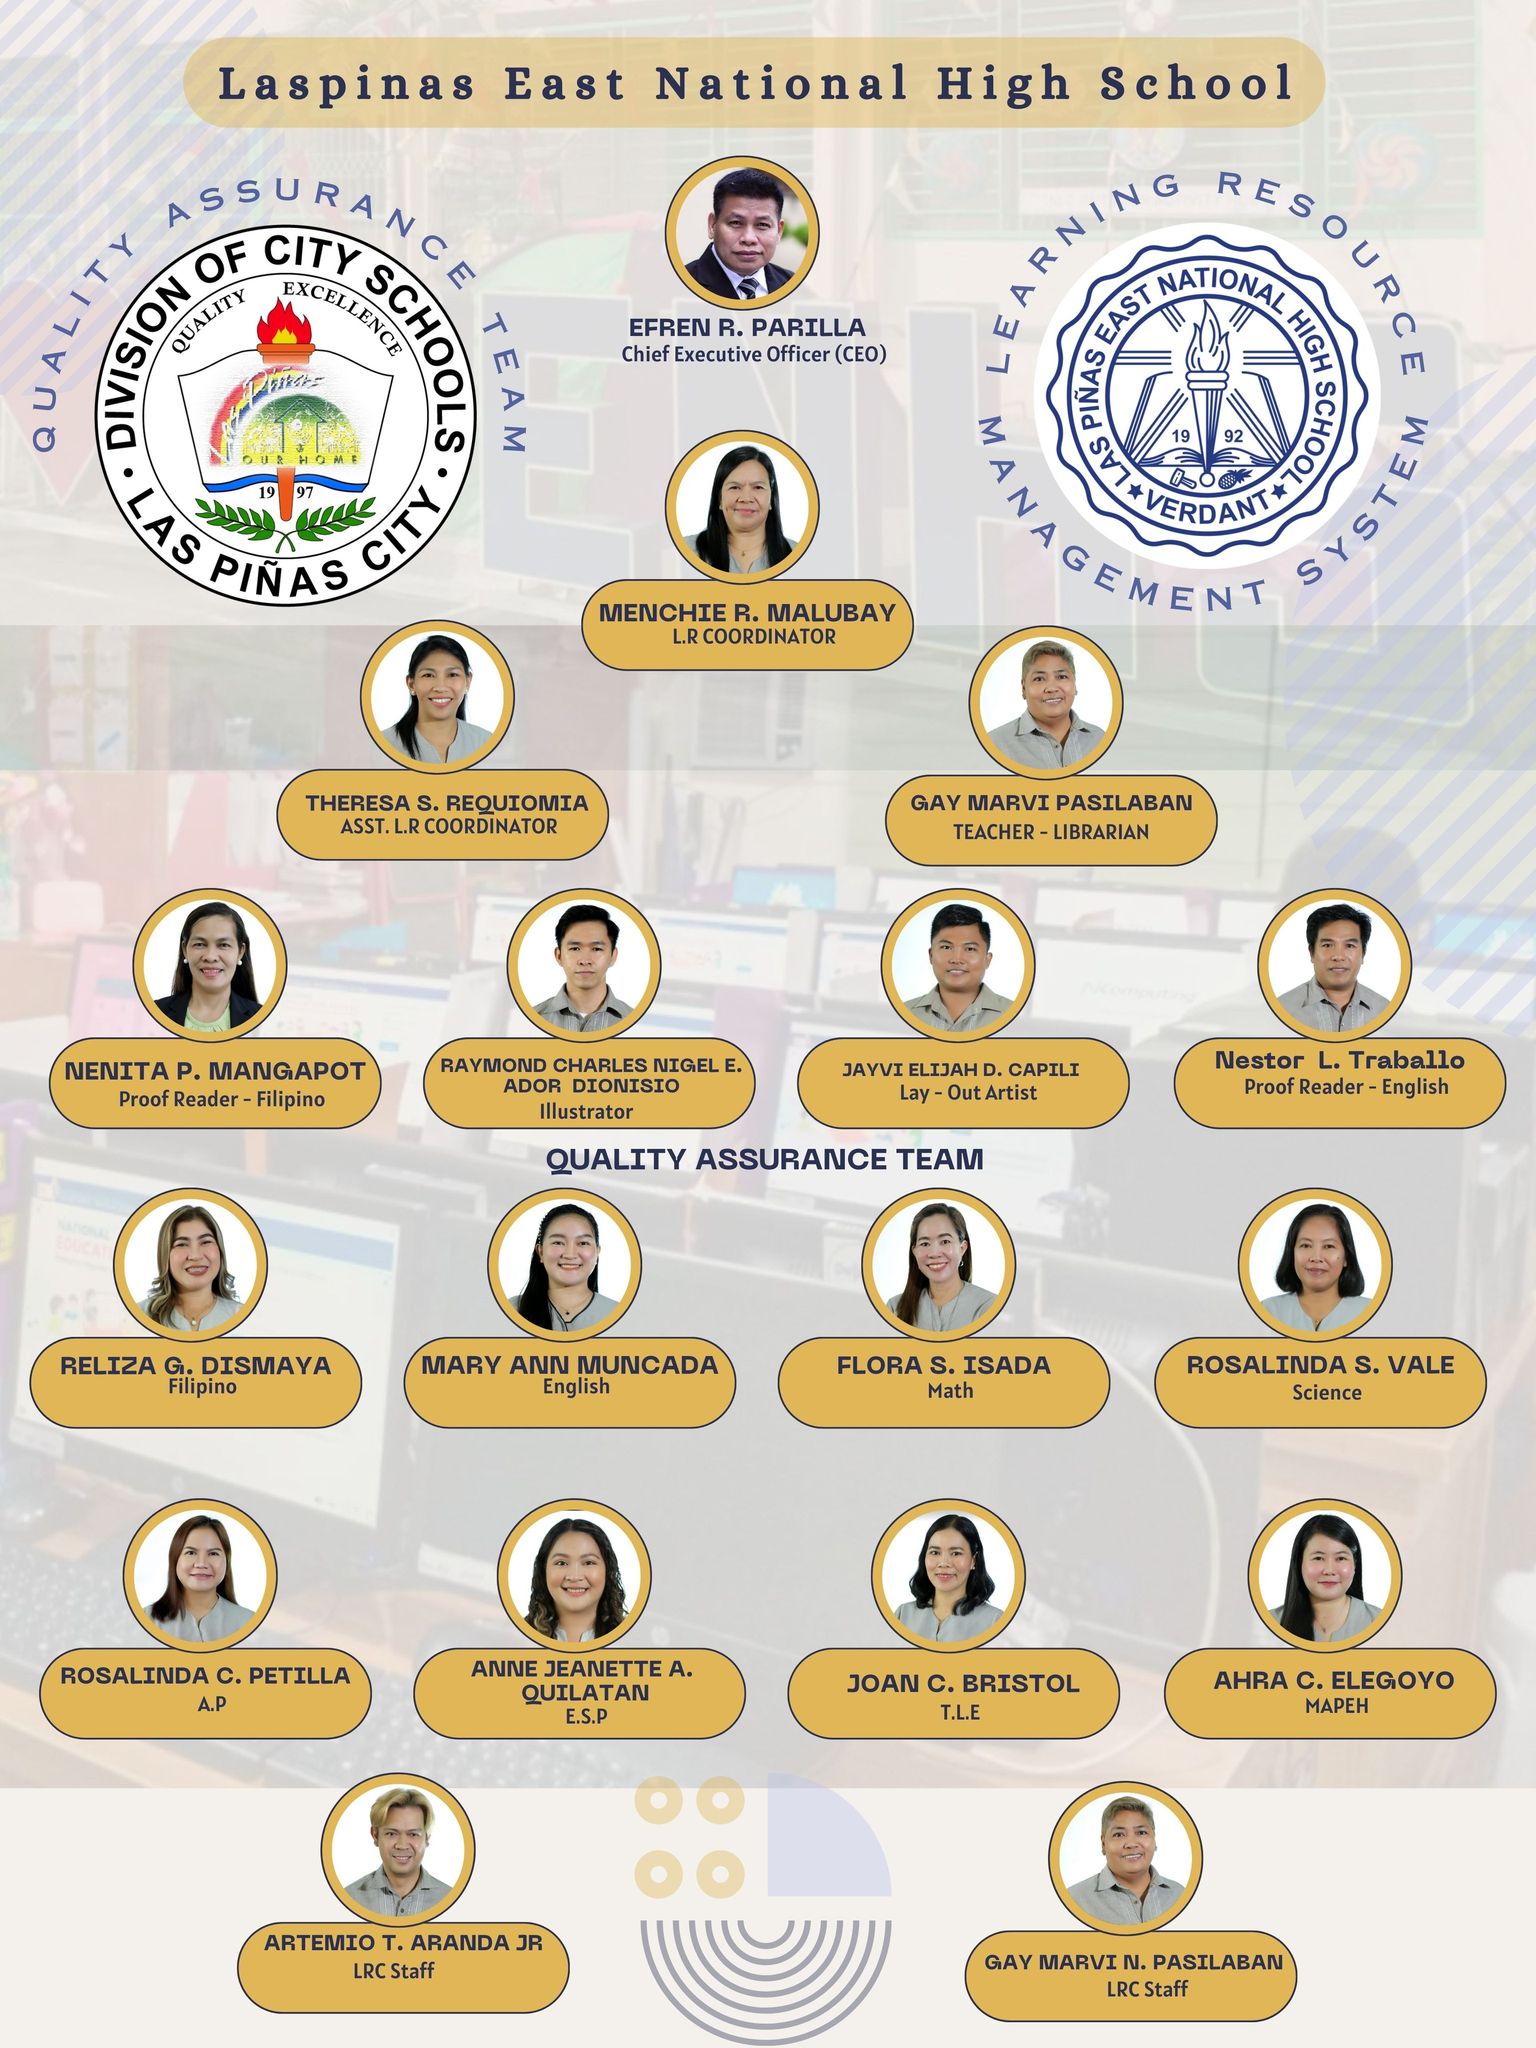 Laspinas East National High School
QUALITY ASSURANCE TEAM
DIVISION OF CITY SCHOOLS
QUALITY EXCELLENCE
OUR HOME
19 97
• LAS PIÑAS CITY •
EFREN R. PARILLA
Chief Executive Officer (CEO)
LEARNING RESOURCE
MANAGEMENT SYSTEM
LAS PIÑAS EAST NATIONAL HIGH SCHOOL
19 92
★ VERDANT ★
MENCHIE R. MALUBAY
L.R COORDINATOR
THERESA S. REQUIOMIA
ASST. L.R COORDINATOR
GAY MARVI PASILABAN
TEACHER - LIBRARIAN
NENITA P. MANGAPOT
Proof Reader - Filipino
RAYMOND CHARLES NIGEL E.
ADOR DIONISIO
Illustrator
JAYVI ELIJAH D. CAPILI
Lay - Out Artist
Nestor L. Traballo
Proof Reader - English
QUALITY ASSURANCE TEAM
RELIZA G. DISMAYA
Filipino
MARY ANN MUNCADA
English
FLORA S. ISADA
Math
ROSALINDA S. VALE
Science
ROSALINDA C. PETILLA
A.P
ANNE JEANETTE A.
QUILATAN
E.S.P
JOAN C. BRISTOL
T.L.E
AHRA C. ELEGOYO
MAPEH
ARTEMIO T. ARANDA JR
LRC Staff
GAY MARVI N. PASILABAN
LRC Staff